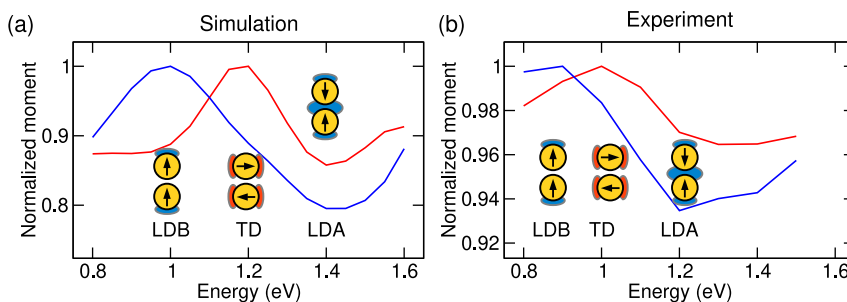 (a)
Simulation
Normalized moment
1
0.9
0.8
LDB
TD
LDA
0.8
1
1.2
1.4
1.6
Energy (eV)
(b)
Experiment
Normalized moment
1
0.98
0.96
0.94
0.92
LDB
TD
LDA
0.8
1
1.2
1.4
1.6
Energy (eV)